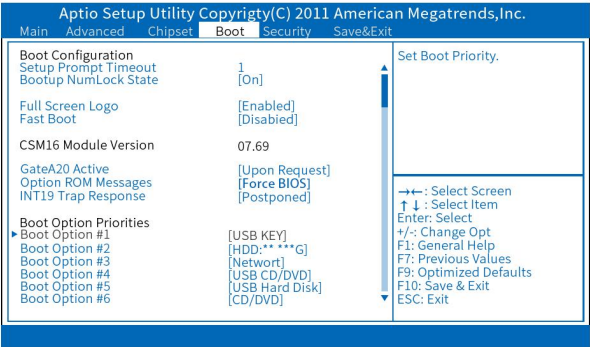 Aptio Setup Utility Copyrigty(C) 2011 American Megatrends,Inc.
Main Advanced Chipset Boot Security Save&Exit
Boot Configuration
Setup Prompt Timeout 1
Bootup NumLock State [On]
Full Screen Logo [Enabled]
Fast Boot [Disabied]
CSM16 Module Version 07.69
GateA20 Active [Upon Request]
Option ROM Messages [Force BIOS]
INT19 Trap Response [Postponed]
Boot Option Priorities
Boot Option #1 [USB KEY]
Boot Option #2 [HDD:** ***G]
Boot Option #3 [Networt]
Boot Option #4 [USB CD/DVD]
Boot Option #5 [USB Hard Disk]
Boot Option #6 [CD/DVD]
Set Boot Priority.
→←: Select Screen
↑↓: Select Item
Enter: Select
+/-: Change Opt
F1: General Help
F7: Previous Values
F9: Optimized Defaults
F10: Save & Exit
ESC: Exit